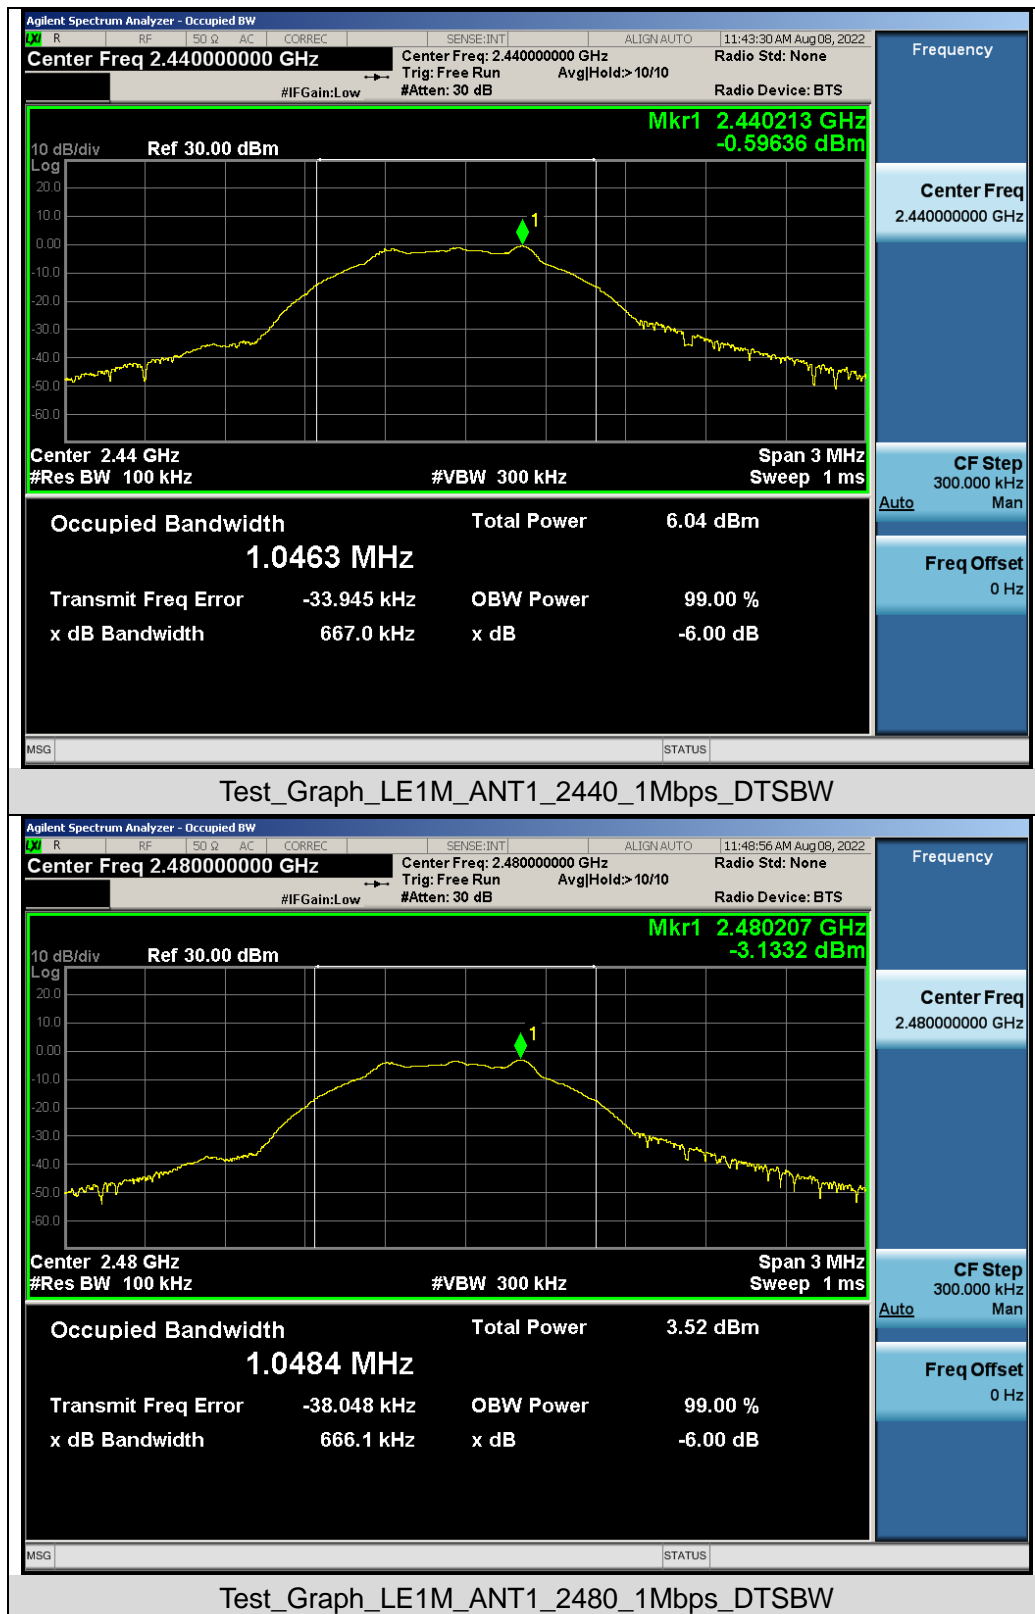 Agilent Spectrum Analyzer - Occupied BW
LXI R RF 50 Ω AC CORREC SENSE:INT ALIGN AUTO 11:43:30 AM Aug 08, 2022
Center Freq 2.440000000 GHz Center Freq: 2.440000000 GHz Radio Std: None Frequency
Trig: Free Run Avg|Hold:> 10/10
#IFGain:Low #Atten: 30 dB Radio Device: BTS
Mkr1 2.440213 GHz
10 dB/div Ref 30.00 dBm -0.59636 dBm
Log
20.0
10.0
0.00
-10.0
-20.0
-30.0
-40.0
-50.0
-60.0
1
Center Freq
2.440000000 GHz
Center 2.44 GHz Span 3 MHz
#Res BW 100 kHz #VBW 300 kHz Sweep 1 ms
CF Step
300.000 kHz
Auto Man
Occupied Bandwidth Total Power 6.04 dBm
1.0463 MHz
Freq Offset
0 Hz
Transmit Freq Error -33.945 kHz OBW Power 99.00 %
x dB Bandwidth 667.0 kHz x dB -6.00 dB
MSG STATUS
Test_Graph_LE1M_ANT1_2440_1Mbps_DTSBW
Agilent Spectrum Analyzer - Occupied BW
LXI R RF 50 Ω AC CORREC SENSE:INT ALIGN AUTO 11:48:56 AM Aug 08, 2022
Center Freq 2.480000000 GHz Center Freq: 2.480000000 GHz Radio Std: None Frequency
Trig: Free Run Avg|Hold:> 10/10
#IFGain:Low #Atten: 30 dB Radio Device: BTS
Mkr1 2.480207 GHz
10 dB/div Ref 30.00 dBm -3.1332 dBm
Log
20.0
10.0
0.00
-10.0
-20.0
-30.0
-40.0
-50.0
-60.0
1
Center Freq
2.480000000 GHz
Center 2.48 GHz Span 3 MHz
#Res BW 100 kHz #VBW 300 kHz Sweep 1 ms
CF Step
300.000 kHz
Auto Man
Occupied Bandwidth Total Power 3.52 dBm
1.0484 MHz
Freq Offset
0 Hz
Transmit Freq Error -38.048 kHz OBW Power 99.00 %
x dB Bandwidth 666.1 kHz x dB -6.00 dB
MSG STATUS
Test_Graph_LE1M_ANT1_2480_1Mbps_DTSBW